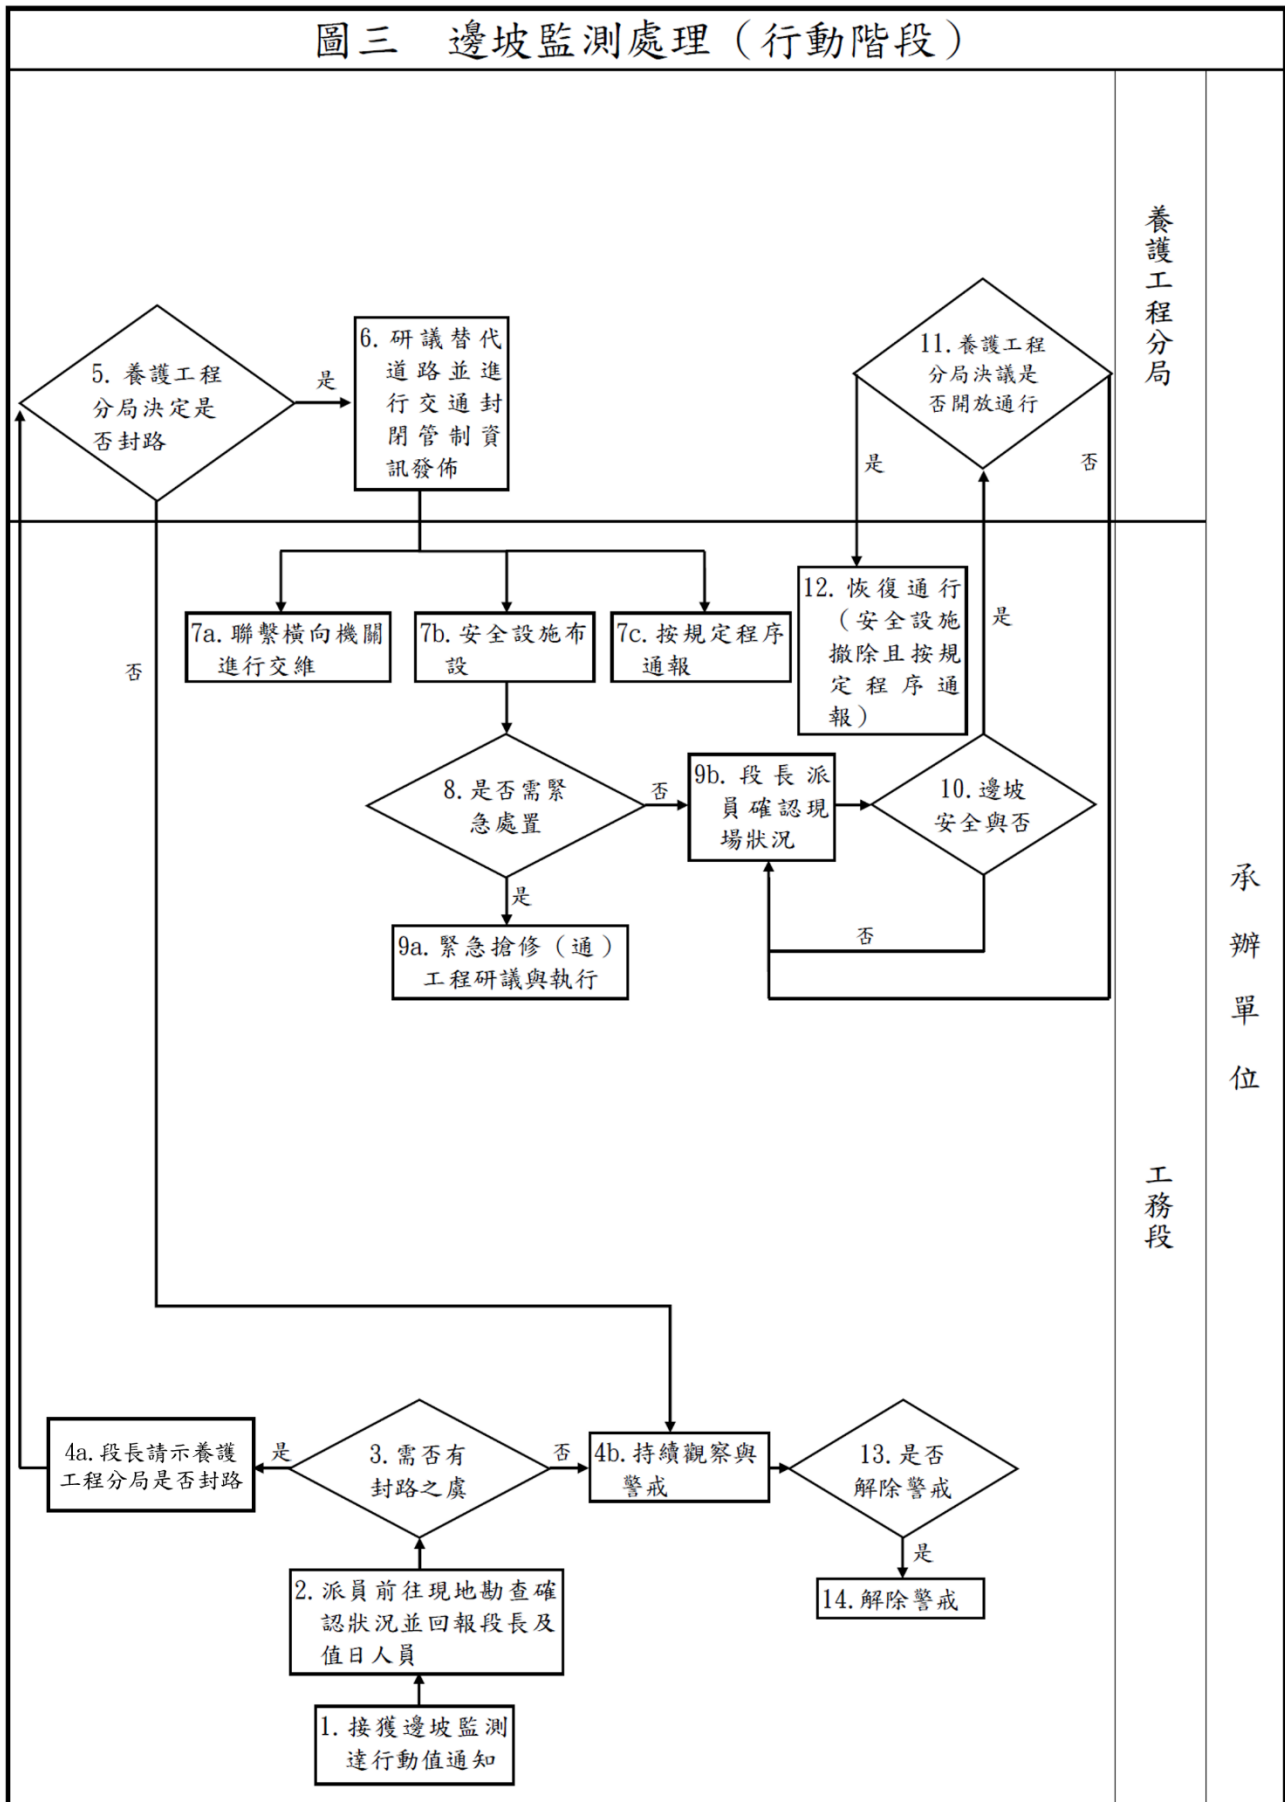 圖三　邊坡監測處理（行動階段）
養護工程分局
承辦單位
工務段
5. 養護工程
分局決定是
否封路
是
否
6. 研議替代
道路並進
行交通封
閉管制資
訊發佈
11. 養護工程
分局決議是
否開放通行
是
否
7a. 聯繫橫向機關
進行交維
7b. 安全設施布
設
7c. 按規定程序
通報
12. 恢復通行
（安全設施
撤除且按規
定程序通
報）
是
8. 是否需緊
急處置
否
是
9b. 段長派
員確認現
場狀況
10. 邊坡
安全與否
否
9a. 緊急搶修（通）
工程研議與執行
4a. 段長請示養護
工程分局是否封路
是
3. 需否有
封路之虞
否
4b. 持續觀察與
警戒
13. 是否
解除警戒
是
14. 解除警戒
2. 派員前往現地勘查確
認狀況並回報段長及
值日人員
1. 接獲邊坡監測
達行動值通知